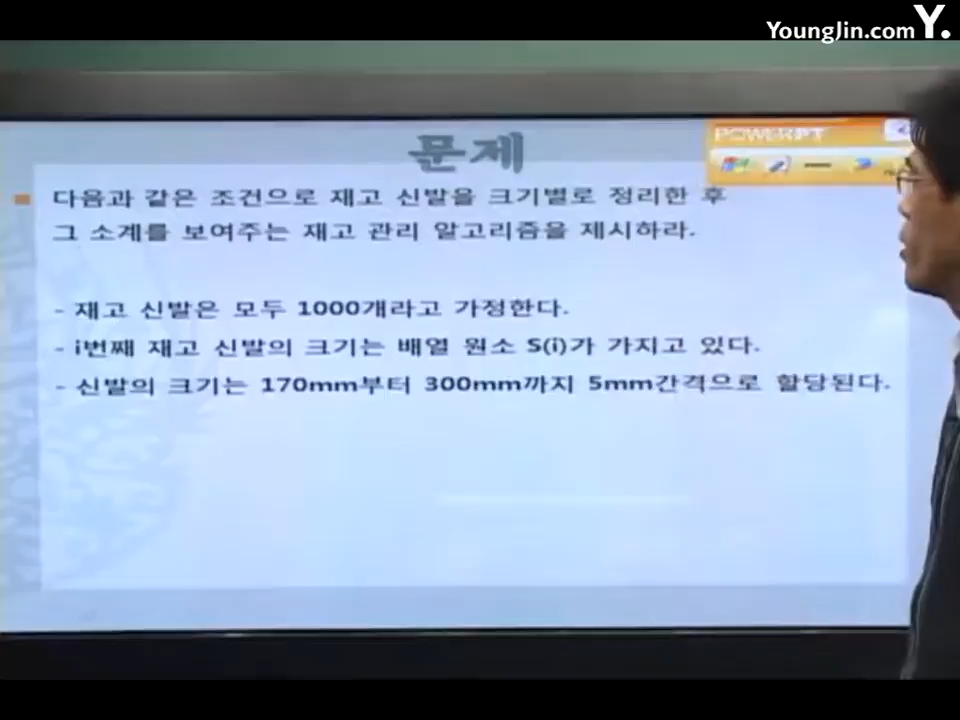 YoungJin.com Y.
문제
POWERPT
다음과 같은 조건으로 재고 신발을 크기별로 정리한 후
그 소계를 보여주는 재고 관리 알고리즘을 제시하라.
- 재고 신발은 모두 1000개라고 가정한다.
- i번째 재고 신발의 크기는 배열 원소 S(i)가 가지고 있다.
- 신발의 크기는 170mm부터 300mm까지 5mm간격으로 할당된다.